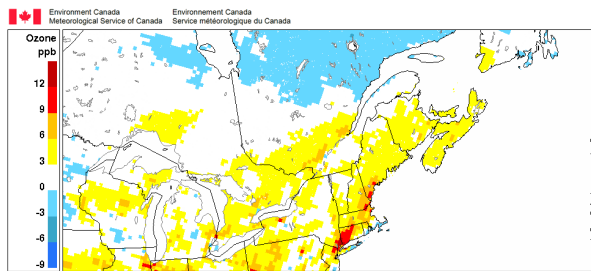 Environment Canada Environnement Canada
Meteorological Service of Canada Service météorologique du Canada
Ozone
ppb
12
9
6
3
0
-3
-6
-9